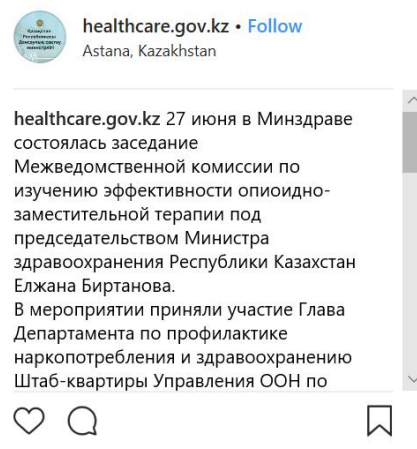 healthcare.gov.kz • Follow
Astana, Kazakhstan
healthcare.gov.kz 27 июня в Минздраве
состоялась заседание
Межведомственной комиссии по
изучению эффективности опиоидно-
заместительной терапии под
председательством Министра
здравоохранения Республики Казахстан
Елжана Биртанова.
В мероприятии приняли участие Глава
Департамента по профилактике
наркопотребления и здравоохранению
Штаб-квартиры Управления ООН по